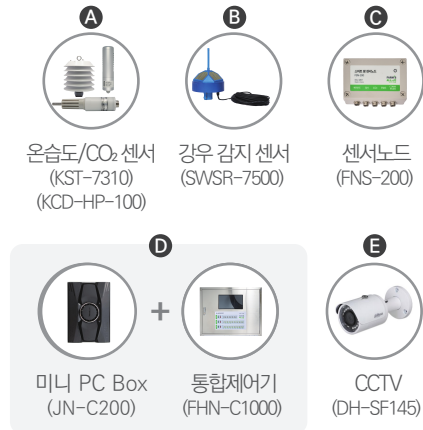 A
B
C
온습도/CO₂ 센서
(KST-7310)
(KCD-HP-100)
강우 감지 센서
(SWSR-7500)
센서노드
(FNS-200)
D
E
미니 PC Box
(JN-C200)
+
통합제어기
(FHN-C1000)
CCTV
(DH-SF145)